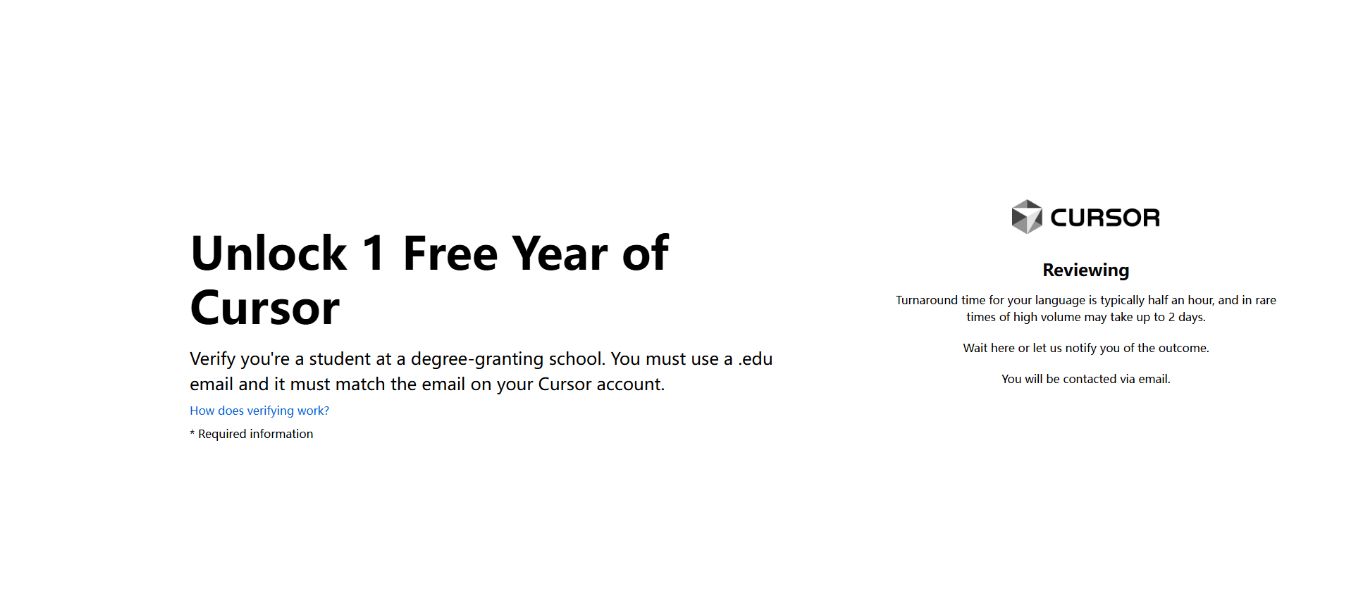 Unlock 1 Free Year of
Cursor
Verify you're a student at a degree-granting school. You must use a .edu
email and it must match the email on your Cursor account.
How does verifying work?
* Required information
CURSOR
Reviewing
Turnaround time for your language is typically half an hour, and in rare
times of high volume may take up to 2 days.
Wait here or let us notify you of the outcome.
You will be contacted via email.